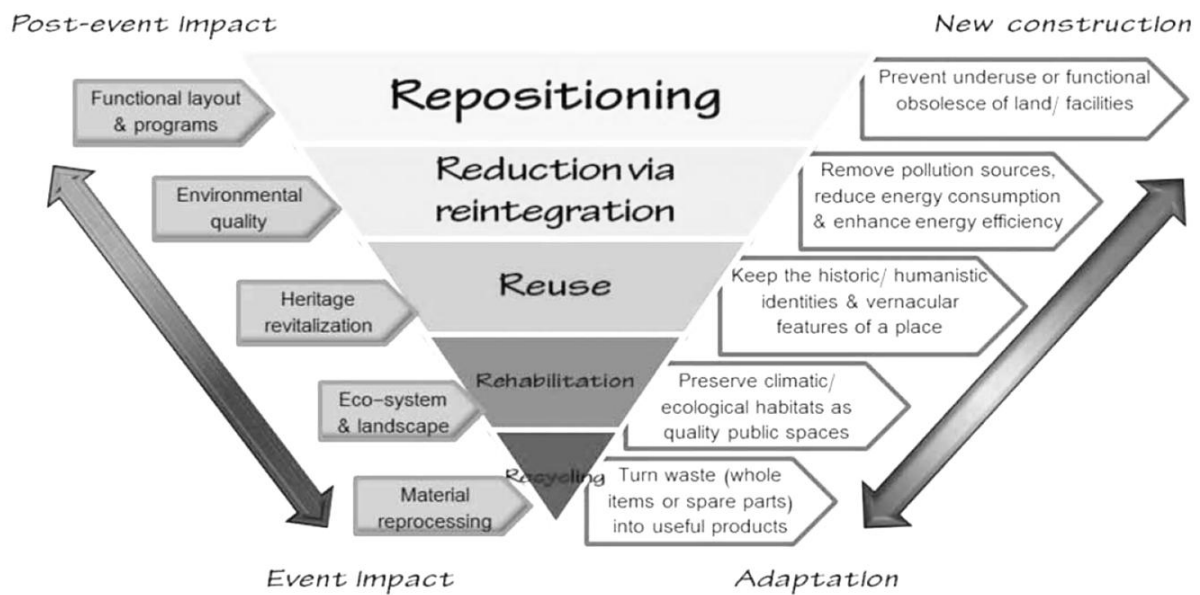 Post-event Impact
New construction
Functional layout
& programs
Repositioning
Prevent underuse or functional
obsolesce of land/ facilities
Environmental
quality
Reduction via
reintegration
Remove pollution sources,
reduce energy consumption
& enhance energy efficiency
Heritage
revitalization
Reuse
Keep the historic/ humanistic
identities & vernacular
features of a place
Eco-system
& landscape
Rehabilitation
Preserve climatic/
ecological habitats as
quality public spaces
Material
reprocessing
Recycling
Turn waste (whole
items or spare parts)
into useful products
Event Impact
Adaptation